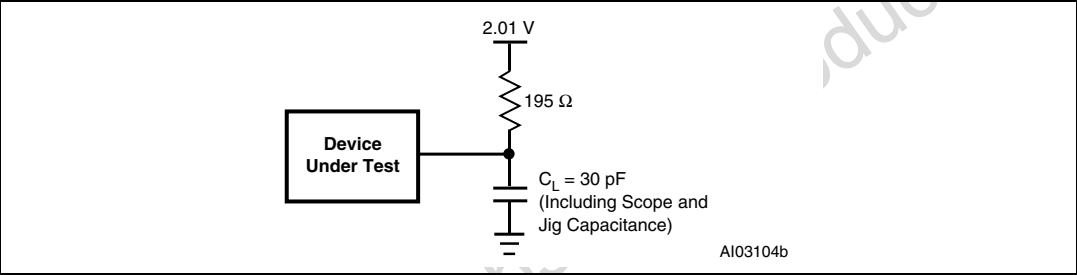 2.01 V
195 Ω
Device
Under Test
C_L = 30 pF
(Including Scope and
Jig Capacitance)
AI03104b